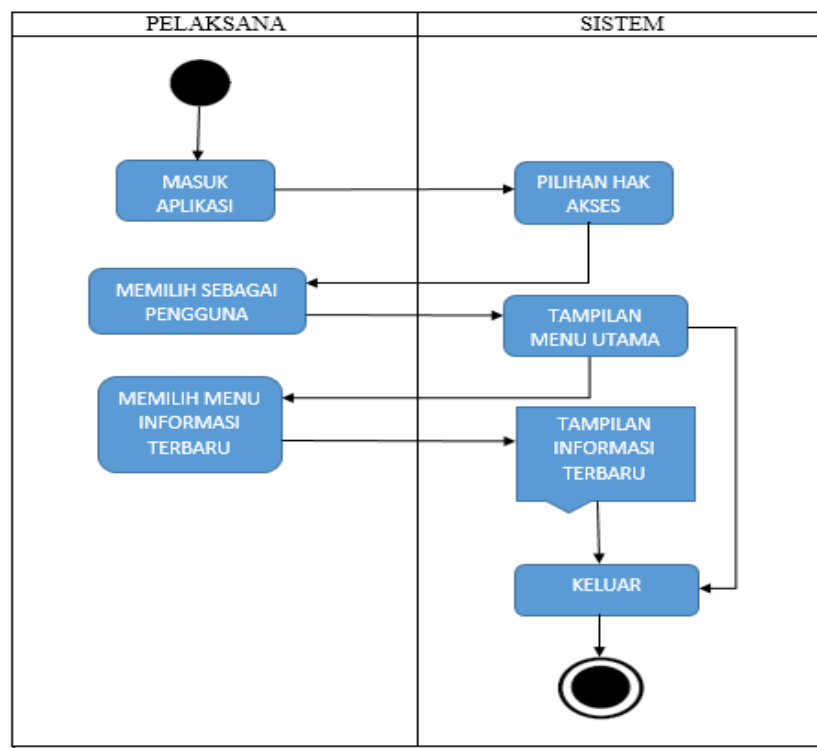 PELAKSANA
SISTEM
MASUK
APLIKASI
PILIHAN HAK
AKSES
MEMILIH SEBAGAI
PENGGUNA
TAMPILAN
MENU UTAMA
MEMILIH MENU
INFORMASI
TERBARU
TAMPILAN
INFORMASI
TERBARU
KELUAR